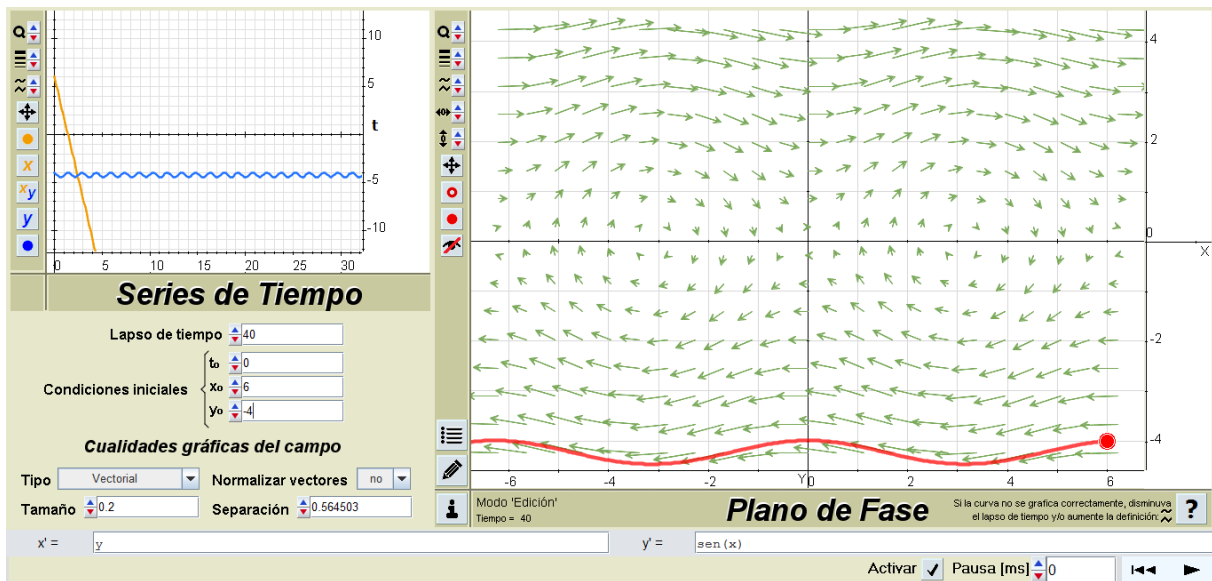 10
5
t
-5
-10
0 5 10 15 20 25 30
x
xy
y
Series de Tiempo
Lapso de tiempo 40
Condiciones iniciales
t₀ 0
x₀ 6
y₀ -4
Cualidades gráficas del campo
Tipo Vectorial Normalizar vectores no
Tamaño 0.2 Separación 0.564503
4
2
0
X
-2
-4
-6 -4 -2 Y 0 2 4 6
Modo 'Edición'
Tiempo = 40
Plano de Fase
Si la curva no se grafica correctamente, disminuya
el lapso de tiempo y/o aumente la definición:
?
i
x' = y y' = sen(x)
Activar Pausa [ms] 0